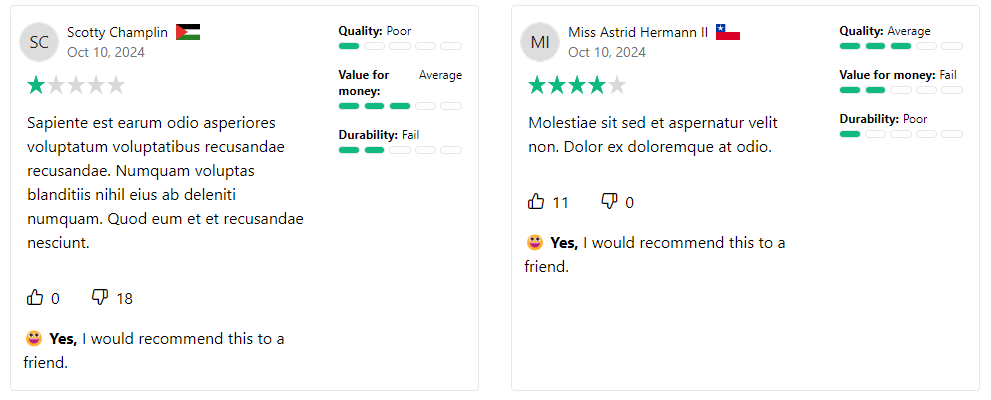 SC
Scotty Champlin
Oct 10, 2024
Sapiente est earum odio asperiores
voluptatum voluptatibus recusandae
recusandae. Numquam voluptas
blanditiis nihil eius ab deleniti
numquam. Quod eum et et recusandae
nesciunt.
0 18
Yes, I would recommend this to a
friend.
Quality: Poor
Value for Average
money:
Durability: Fail
MI
Miss Astrid Hermann II
Oct 10, 2024
Molestiae sit sed et aspernatur velit
non. Dolor ex doloremque at odio.
11 0
Yes, I would recommend this to a
friend.
Quality: Average
Value for money: Fail
Durability: Poor